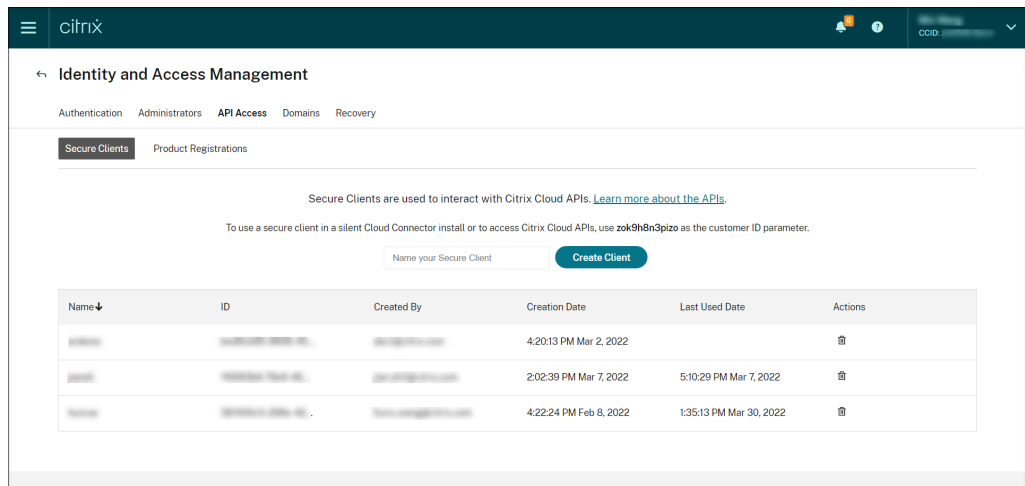 citrix
6
?
CCID:
Identity and Access Management
Authentication Administrators API Access Domains Recovery
Secure Clients Product Registrations
Secure Clients are used to interact with Citrix Cloud APIs. Learn more about the APIs.
To use a secure client in a silent Cloud Connector install or to access Citrix Cloud APIs, use zok9h8n3pizo as the customer ID parameter.
Name your Secure Client Create Client
Name ID Created By Creation Date Last Used Date Actions
4:20:13 PM Mar 2, 2022
2:02:39 PM Mar 7, 2022 5:10:29 PM Mar 7, 2022
4:22:24 PM Feb 8, 2022 1:35:13 PM Mar 30, 2022